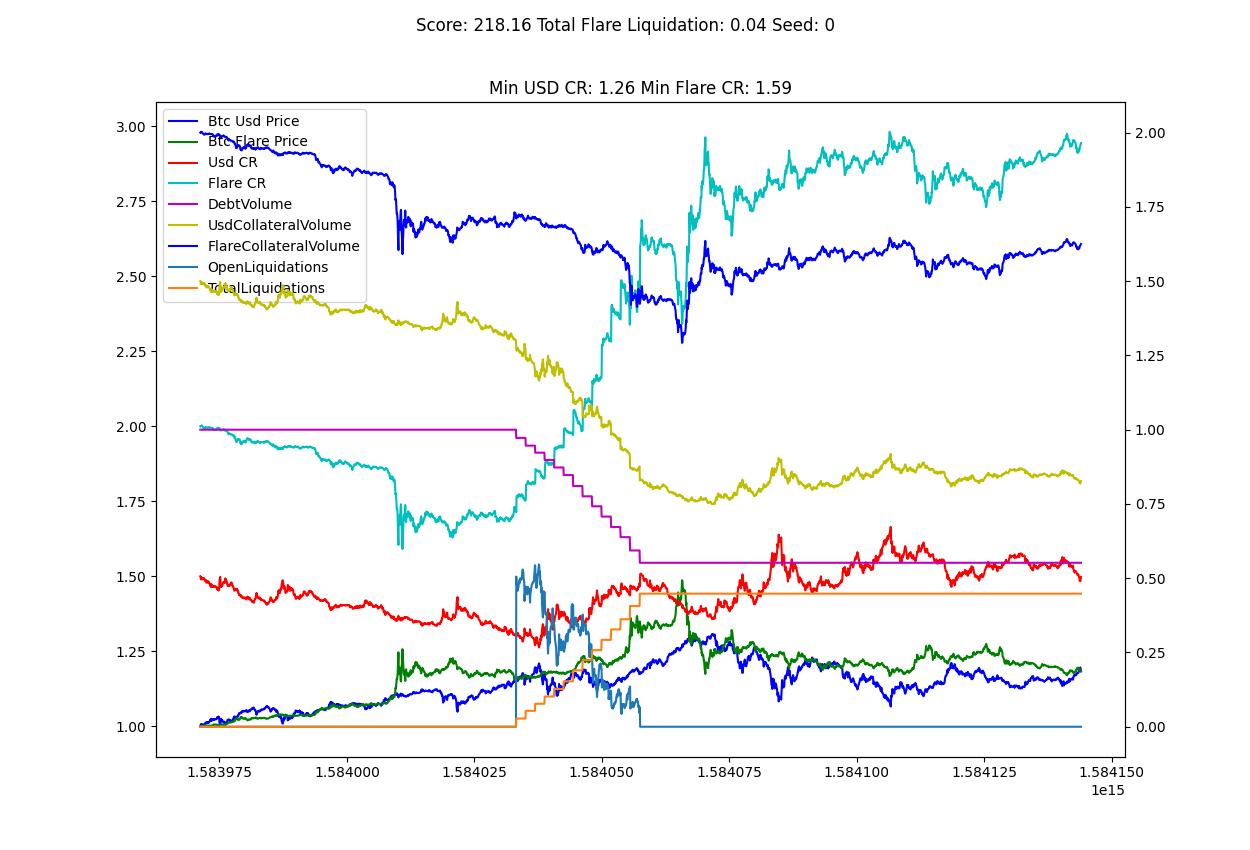 Score: 218.16 Total Flare Liquidation: 0.04 Seed: 0
Min USD CR: 1.26 Min Flare CR: 1.59
Btc Usd Price
Btc Flare Price
Usd CR
Flare CR
DebtVolume
UsdCollateralVolume
FlareCollateralVolume
OpenLiquidations
TotalLiquidations
3.00
2.75
2.50
2.25
2.00
1.75
1.50
1.25
1.00
2.00
1.75
1.50
1.25
1.00
0.75
0.50
0.25
0.00
1.583975 1.584000 1.584025 1.584050 1.584075 1.584100 1.584125 1.584150
1e15